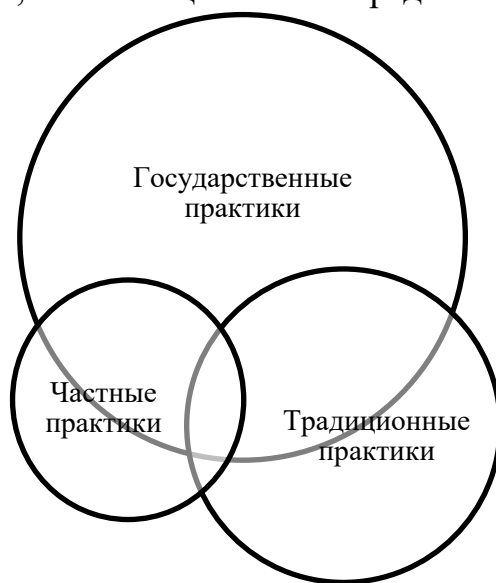 Государственные
практики
Частные
практики
Традиционные
практики